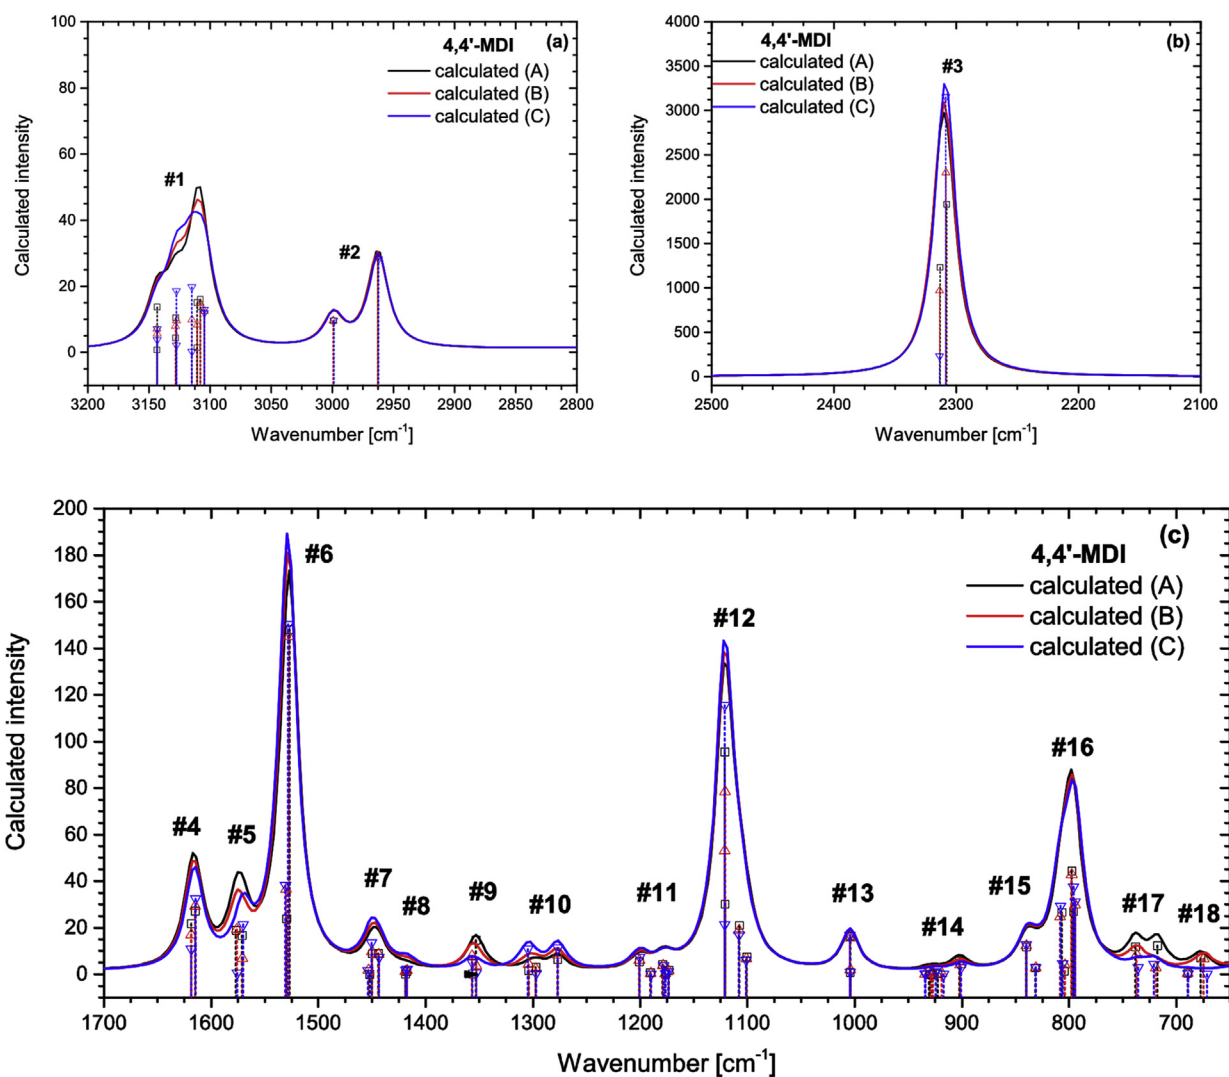 4,4'-MDI (a)
calculated (A)
calculated (B)
calculated (C)
#1
#2
100
80
60
40
20
0
Calculated intensity
3200 3150 3100 3050 3000 2950 2900 2850 2800
Wavenumber [cm-1]
4,4'-MDI (b)
calculated (A)
calculated (B)
calculated (C)
#3
4000
3500
3000
2500
2000
1500
1000
500
0
Calculated intensity
2500 2400 2300 2200 2100
Wavenumber [cm-1]
(c)
4,4'-MDI
calculated (A)
calculated (B)
calculated (C)
200
180
160
140
120
100
80
60
40
20
0
Calculated intensity
#4
#5
#6
#7
#8
#9
#10
#11
#12
#13
#14
#15
#16
#17
#18
1700 1600 1500 1400 1300 1200 1100 1000 900 800 700
Wavenumber [cm-1]